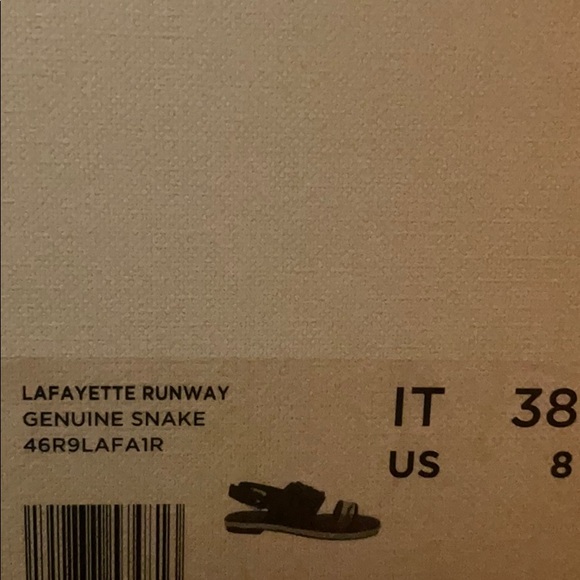 LAFAYETTE RUNWAY
GENUINE SNAKE
46R9LAFA1R
IT 38
US 8